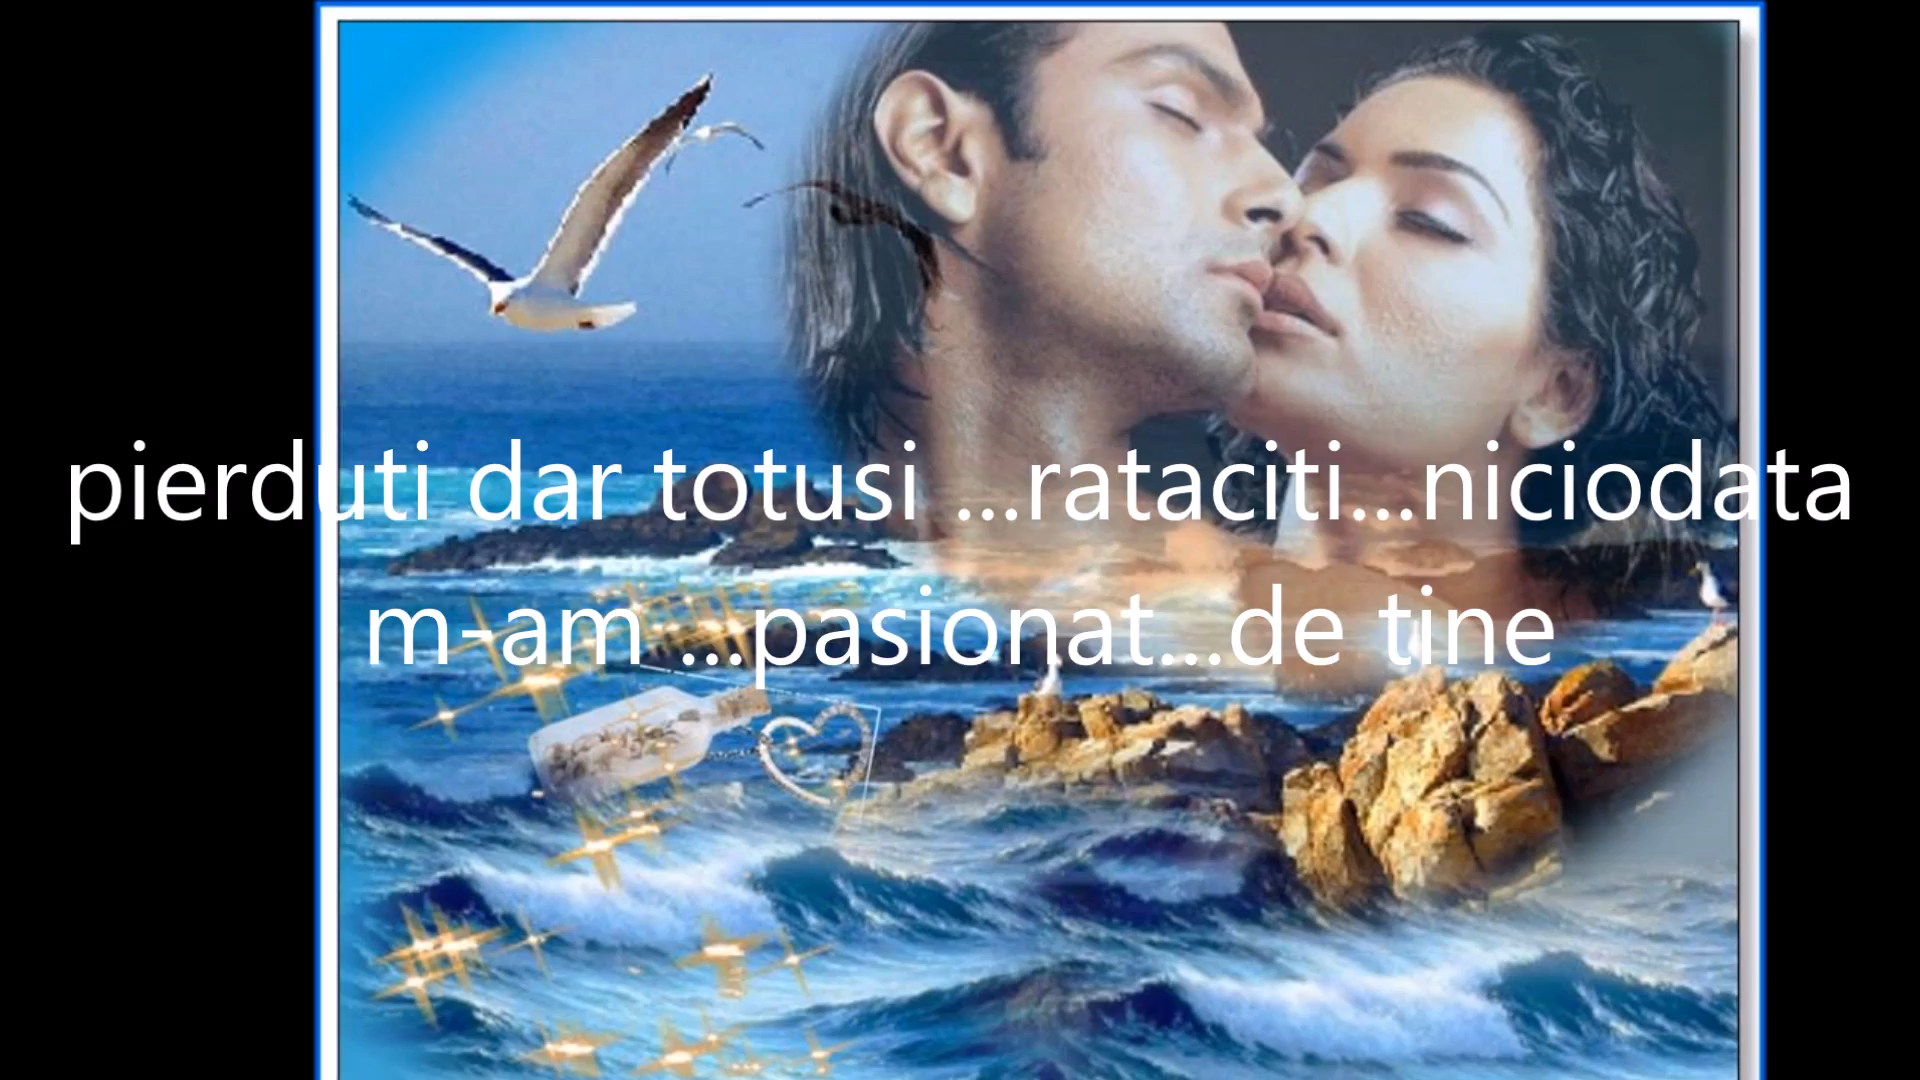 pierduti dar totusi ...rataciti...niciodata
m-am ...pasionat...de tine